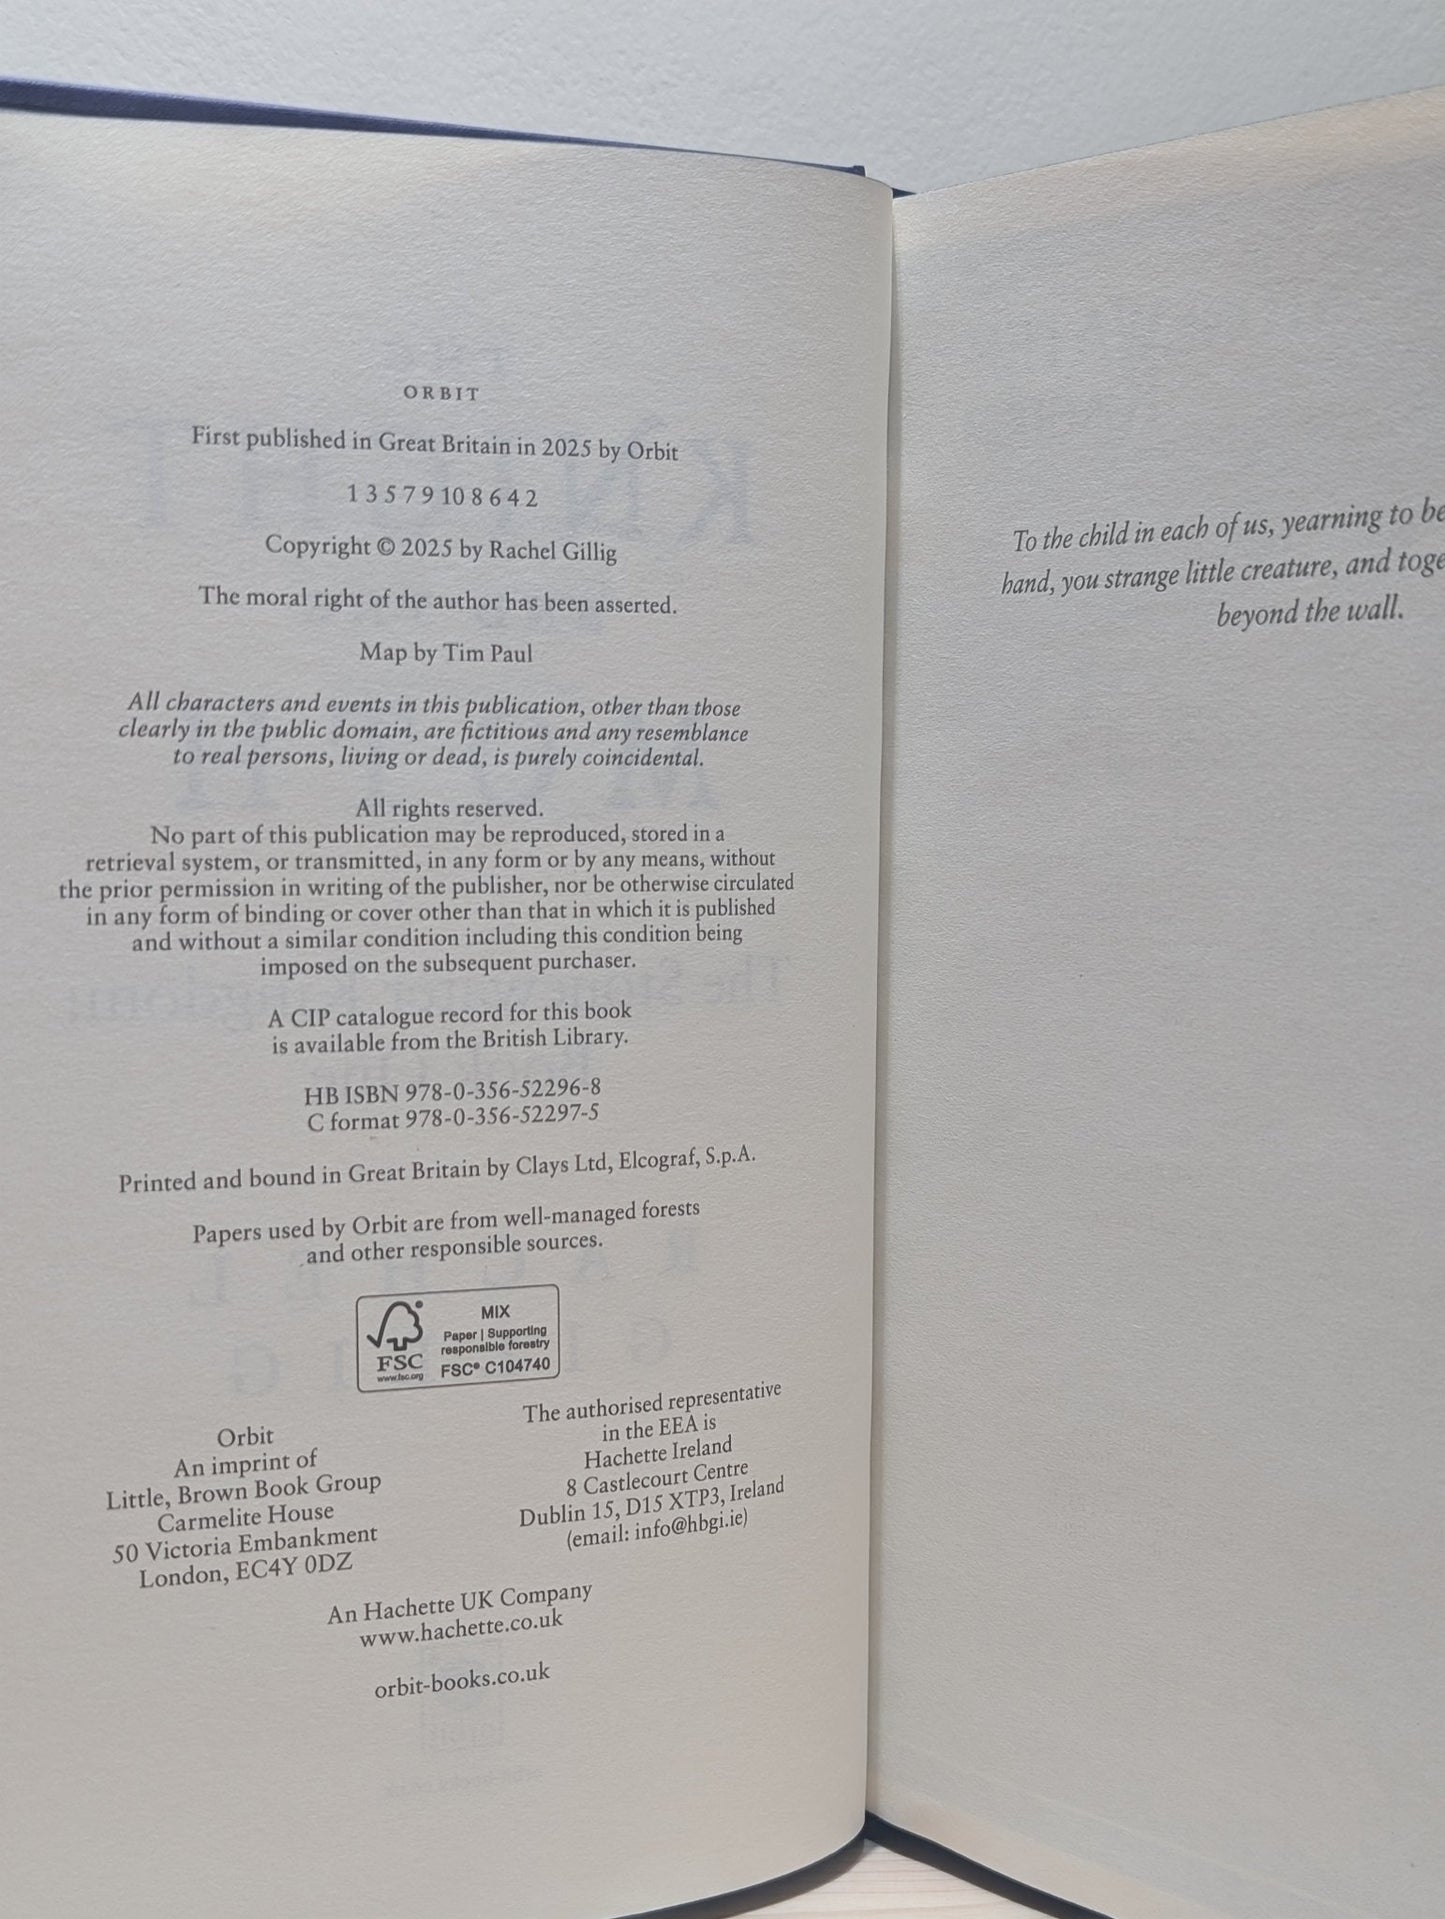 ORBIT
First published in Great Britain in 2025 by Orbit
1 3 5 7 9 10 8 6 4 2
Copyright © 2025 by Rachel Gillig
The moral right of the author has been asserted.
Map by Tim Paul
All characters and events in this publication, other than those
clearly in the public domain, are fictitious and any resemblance
to real persons, living or dead, is purely coincidental.
All rights reserved.
No part of this publication may be reproduced, stored in a
retrieval system, or transmitted, in any form or by any means, without
the prior permission in writing of the publisher, nor be otherwise circulated
in any form of binding or cover other than that in which it is published
and without a similar condition including this condition being
imposed on the subsequent purchaser.
A CIP catalogue record for this book
is available from the British Library.
HB ISBN 978-0-356-52296-8
C format 978-0-356-52297-5
Printed and bound in Great Britain by Clays Ltd, Elcograf, S.p.A.
Papers used by Orbit are from well-managed forests
and other responsible sources.
FSC
www.fsc.org
MIX
Paper | Supporting
responsible forestry
FSC® C104740
Orbit
An imprint of
Little, Brown Book Group
Carmelite House
50 Victoria Embankment
London, EC4Y 0DZ
The authorised representative
in the EEA is
Hachette Ireland
8 Castlecourt Centre
Dublin 15, D15 XTP3, Ireland
(email: info@hbgi.ie)
An Hachette UK Company
www.hachette.co.uk
orbit-books.co.uk
To the child in each of us, yearning to be
hand, you strange little creature, and toge
beyond the wall.